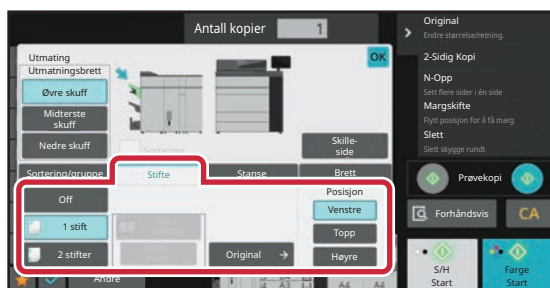 Antall kopier 1
Utmating
OK
Utmatningsbrett
Øvre skuff
Midterste
skuff
Nedre skuff
Sortering
Skille-
side
Sortering/gruppe
Stifte
Stanse
Brett
Off
1 stift
2 stifter
Original
Posisjon
Venstre
Topp
Høyre
Andre
A4 A4
Original
Endre størrelse/retning.
2-Sidig Kopi
N-Opp
Sett flere sider i én side
Margskifte
Flytt posisjon for å få marg
Slett
Slett skygge rundt
Prøvekopi
Forhåndsvis
CA
S/H
Start
Farge
Start